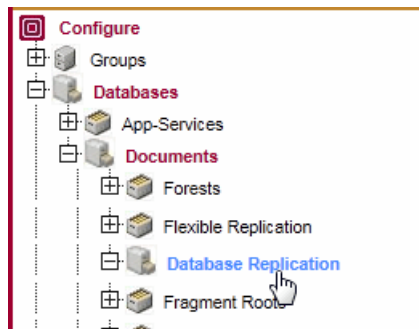 Configure
Groups
Databases
App-Services
Documents
Forests
Flexible Replication
Database Replication
Fragment Roots